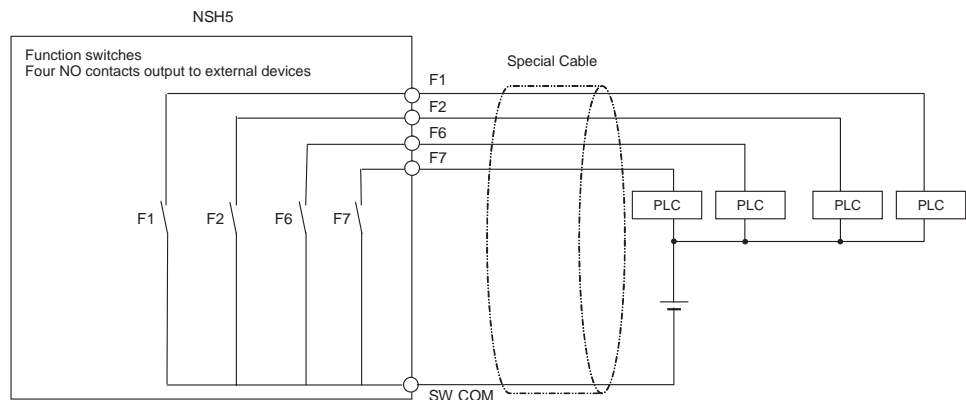 NSH5
Function switches
Four NO contacts output to external devices
Special Cable
F1
F2
F6
F7
F1
F2
F6
F7
PLC
PLC
PLC
PLC
SW COM